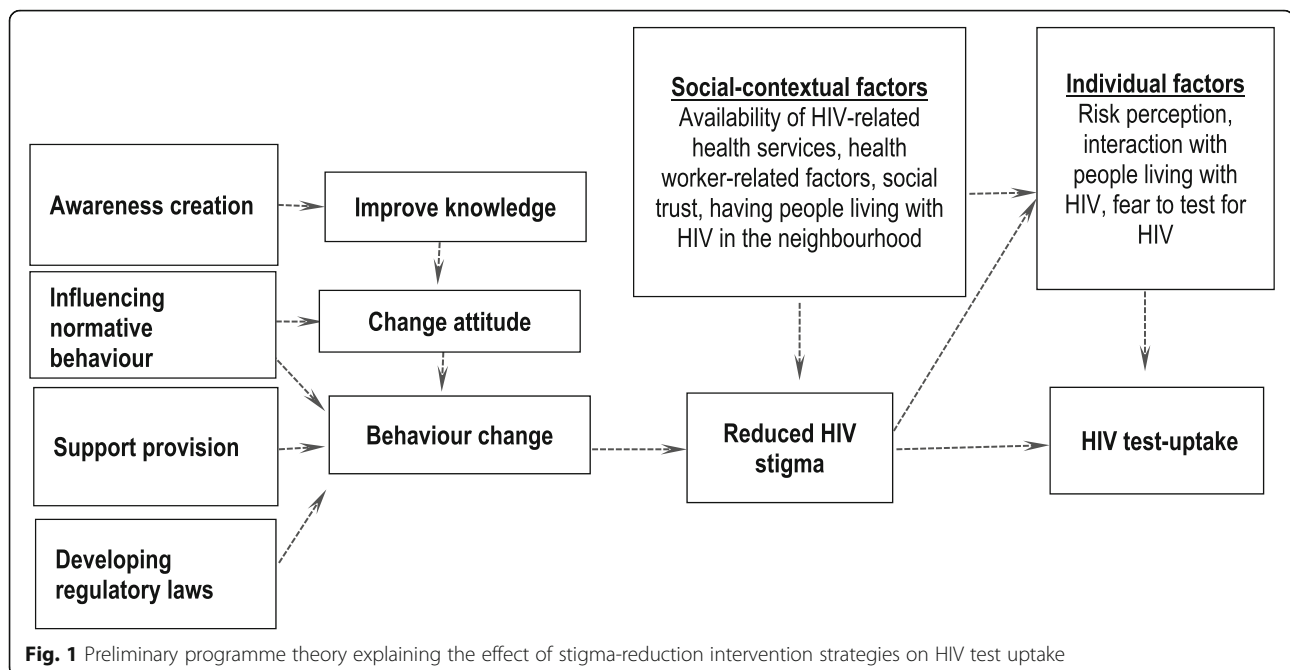 Awareness creation
Influencing
normative
behaviour
Support provision
Developing
regulatory laws
Improve knowledge
Change attitude
Behaviour change
Social-contextual factors
Availability of HIV-related
health services, health
worker-related factors, social
trust, having people living with
HIV in the neighbourhood
Reduced HIV
stigma
Individual factors
Risk perception,
interaction with
people living with
HIV, fear to test for
HIV
HIV test-uptake
Fig. 1 Preliminary programme theory explaining the effect of stigma-reduction intervention strategies on HIV test uptake